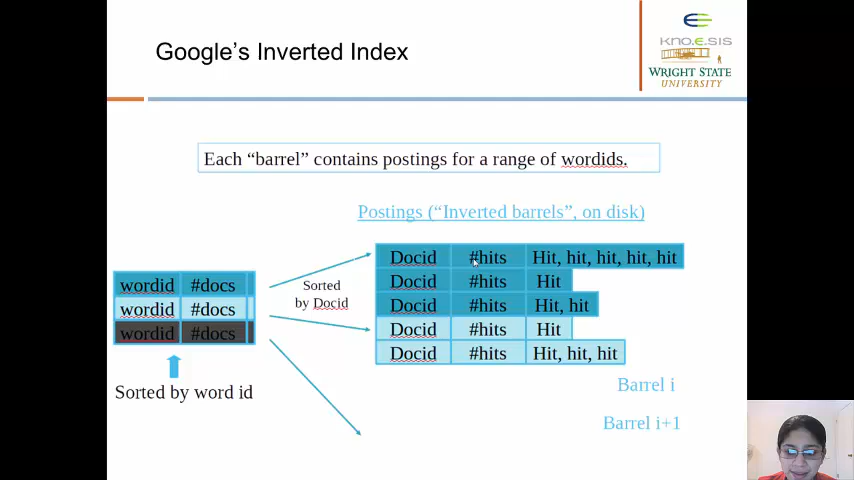 Google's Inverted Index
KNO.E.SIS
WRIGHT STATE
UNIVERSITY
Each “barrel” contains postings for a range of wordids.
Postings (“Inverted barrels”, on disk)
Docid #hits Hit, hit, hit, hit, hit
Docid #hits Hit
Docid #hits Hit, hit
Docid #hits Hit
Docid #hits Hit, hit, hit
wordid #docs
wordid #docs
wordid #docs
Sorted
by Docid
Sorted by word id
Barrel i
Barrel i+1